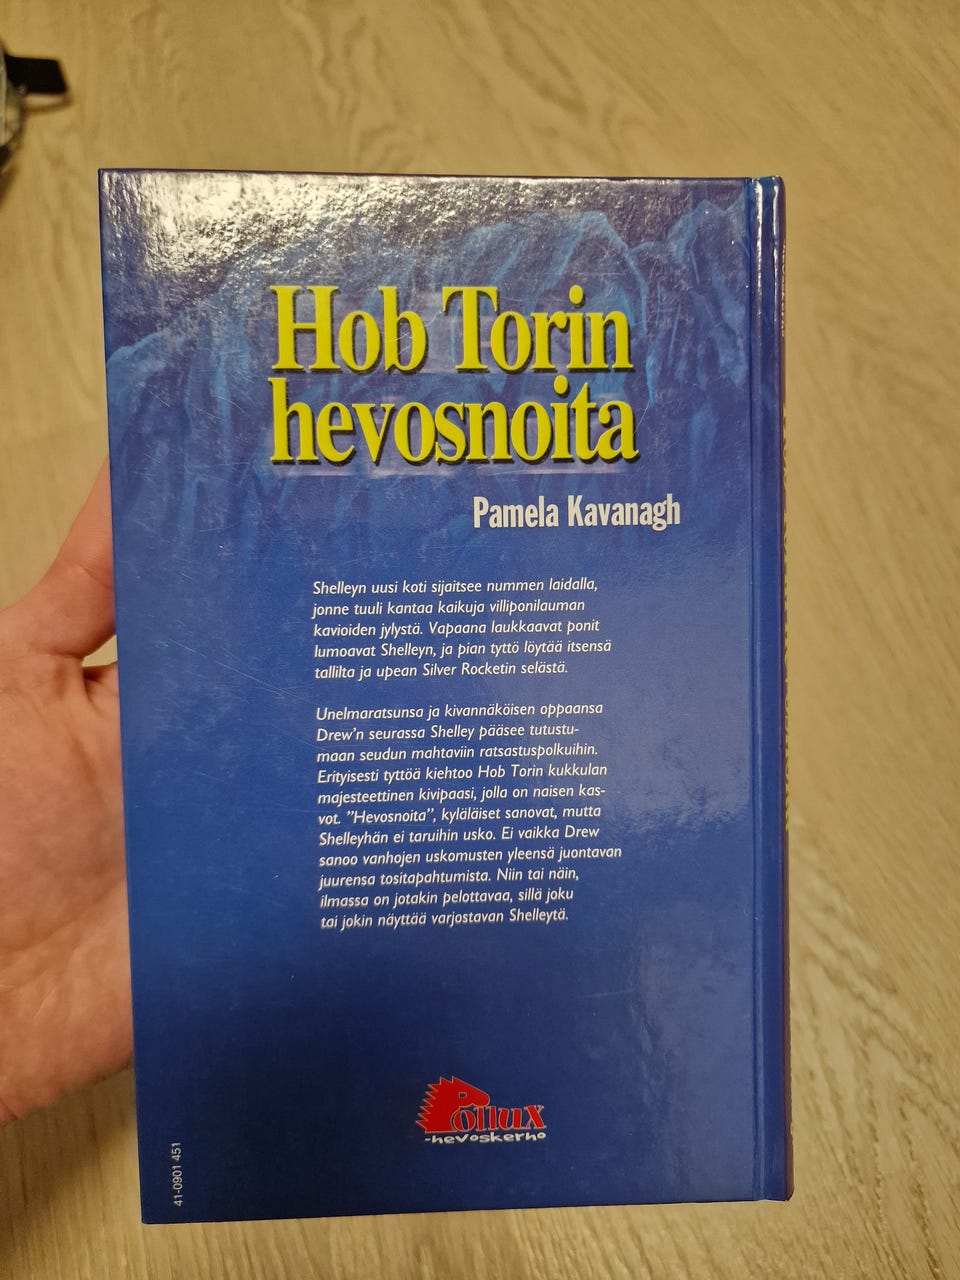 Hob Torin
hevosnoita
Pamela Kavanagh
Shelleyn uusi koti sijaitsee nummen laidalla,
jonne tuuli kantaa kaikuja villiponilauman
kavioiden jylystä. Vapaana laukkaavat ponit
lumoavat Shelleyn, ja pian tyttö löytää itsensä
tallilta ja upean Silver Rocketin selästä.
Unelmaratsunsa ja kivannäköisen oppaansa
Drew'n seurassa Shelley pääsee tutustu-
maan seudun mahtaviin ratsastuspolkuihin.
Erityisesti tyttöä kiehtoo Hob Torin kukkulan
majesteettinen kivipaasi, jolla on naisen kas-
vot. "Hevosnoita", kyläläiset sanovat, mutta
Shelleyhän ei taruihin usko. Ei vaikka Drew
sanoo vanhojen uskomusten yleensä juontavan
juurensa tositapahtumista. Niin tai näin,
ilmassa on jotakin pelottavaa, sillä joku
tai jokin näyttää varjostavan Shelleytä.
Pollux
-hevoskerho
41-0901 451